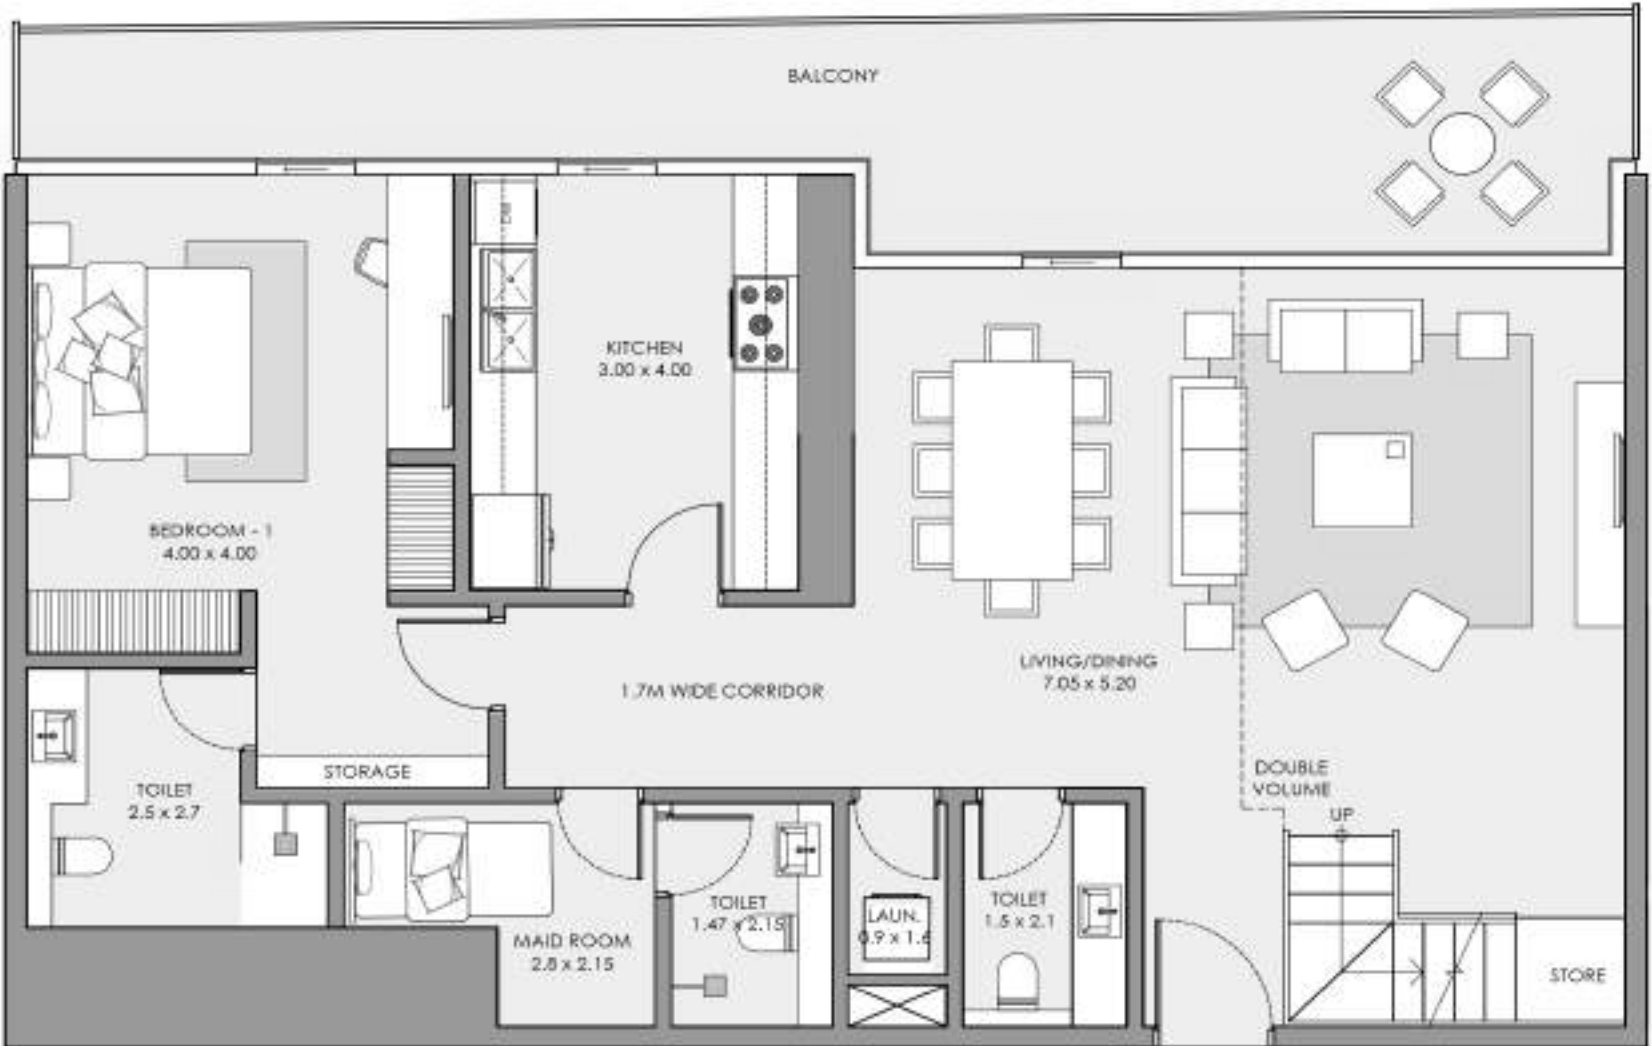 BALCONY
KITCHEN
3.00 x 4.00
BEDROOM - 1
4.00 x 4.00
LIVING/DINING
7.05 x 5.20
1.7M WIDE CORRIDOR
STORAGE
DOUBLE
VOLUME
UP
TOILET
2.5 x 2.7
TOILET
1.47 x 2.15
LAUN.
0.9 x 1.6
TOILET
1.5 x 2.1
MAID ROOM
2.8 x 2.15
STORE